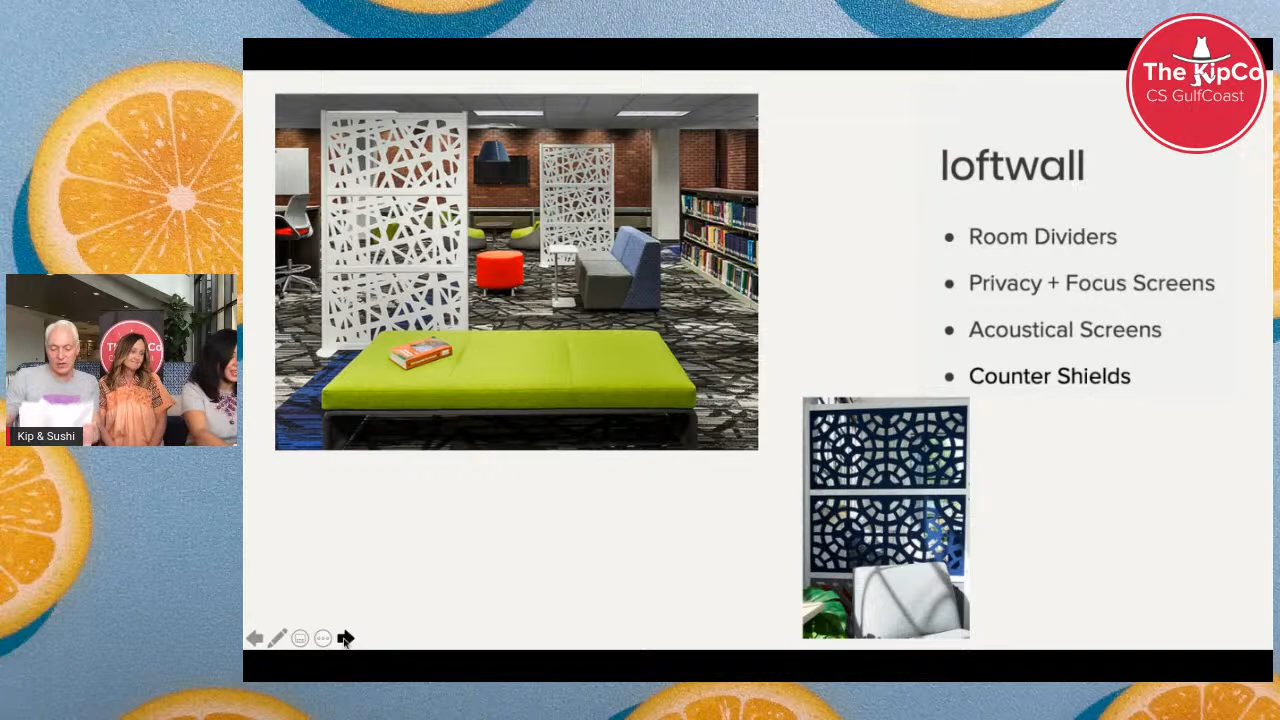 The KipCo
CS GulfCoast
loftwall
• Room Dividers
• Privacy + Focus Screens
• Acoustical Screens
• Counter Shields
Kip & Sushi